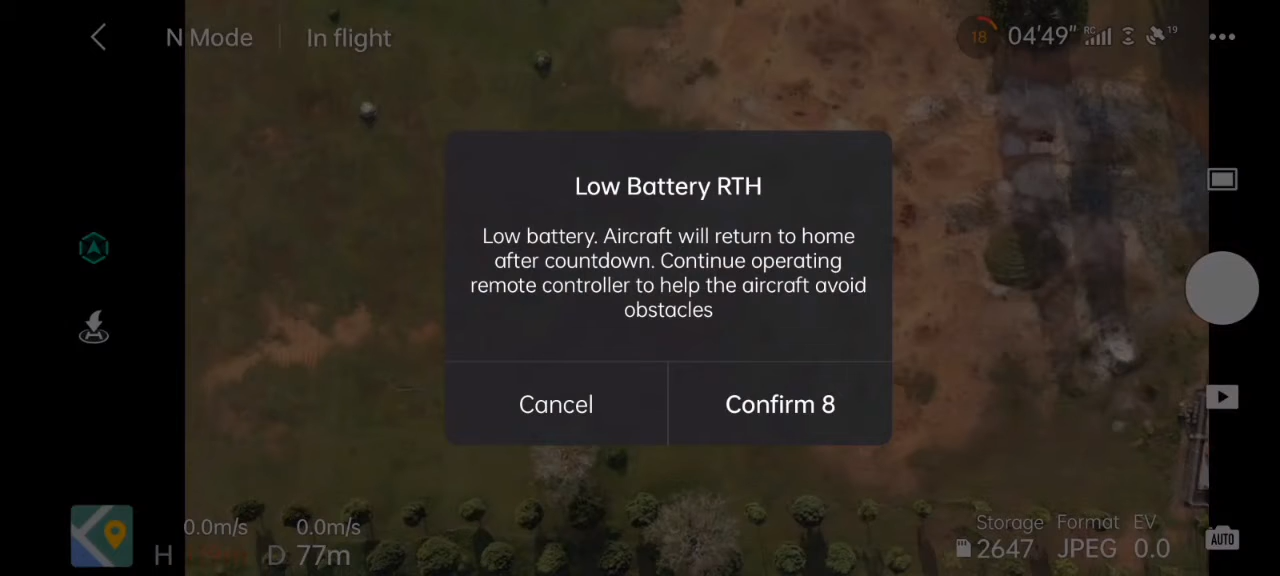 N Mode In flight 18 04'49" RC 19
Low Battery RTH
Low battery. Aircraft will return to home
after countdown. Continue operating
remote controller to help the aircraft avoid
obstacles
Cancel Confirm 8
0.0m/s 0.0m/s Storage Format EV
H D 77m 2647 JPEG 0.0 AUTO